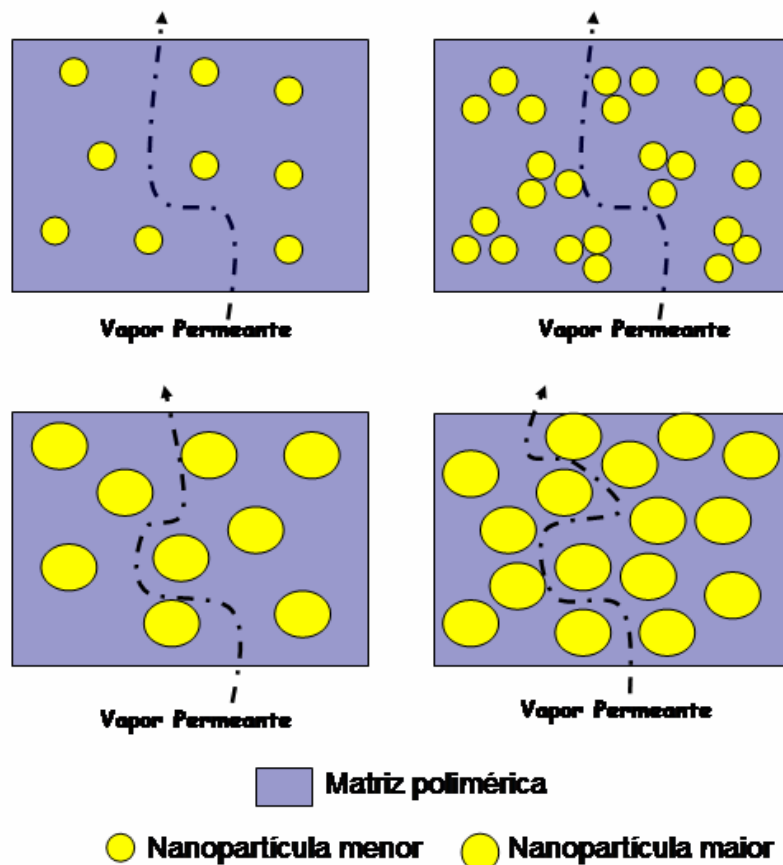 Vapor Permeante
Vapor Permeante
Vapor Permeante
Vapor Permeante
Matriz polimérica
Nanopartícula menor
Nanopartícula maior